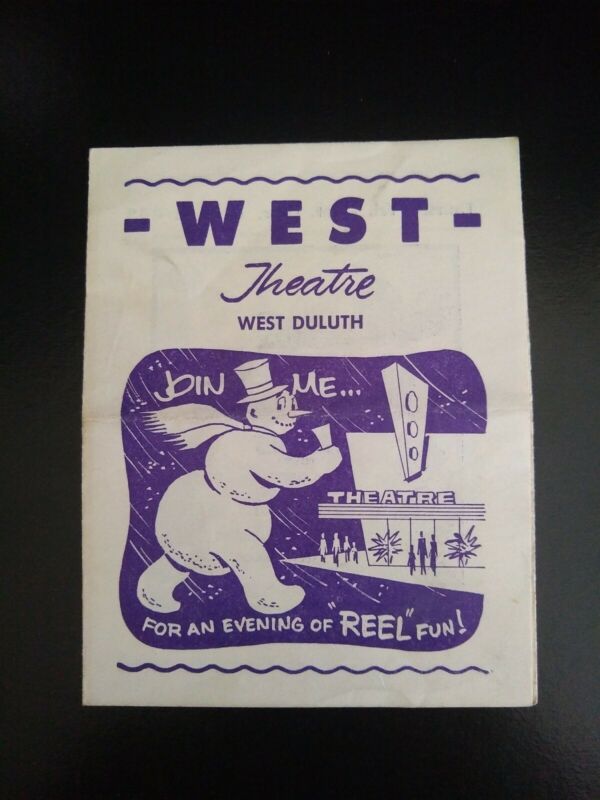 - WEST -
Theatre
WEST DULUTH
JOIN ME...
THEATRE
FOR AN EVENING OF "REEL" FUN!